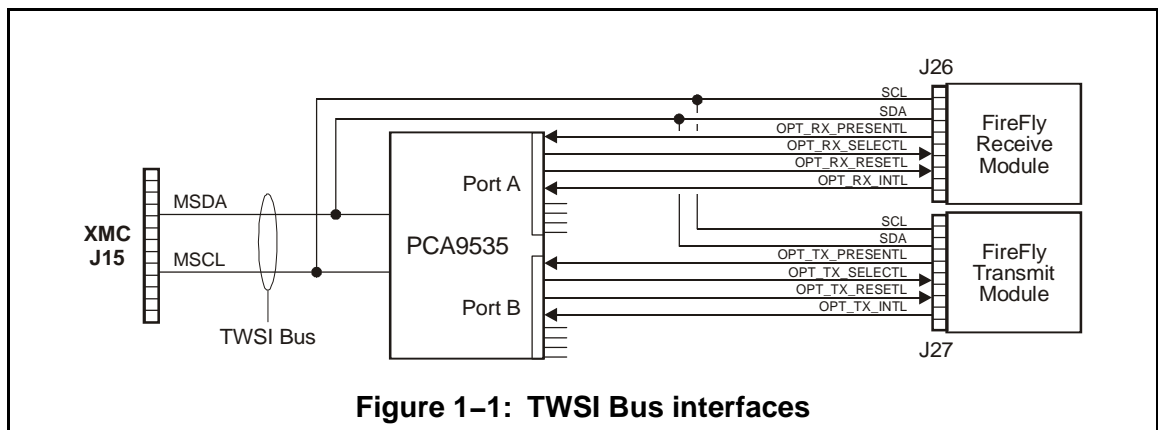 J26
SCL
SDA
OPT_RX_PRESENTL
OPT_RX_SELECTL
OPT_RX_RESETL
OPT_RX_INTL
FireFly
Receive
Module
Port A
MSDA
XMC
J15
PCA9535
MSCL
SCL
SDA
OPT_TX_PRESENTL
OPT_TX_SELECTL
OPT_TX_RESETL
OPT_TX_INTL
FireFly
Transmit
Module
Port B
TWSI Bus
J27
Figure 1–1: TWSI Bus interfaces